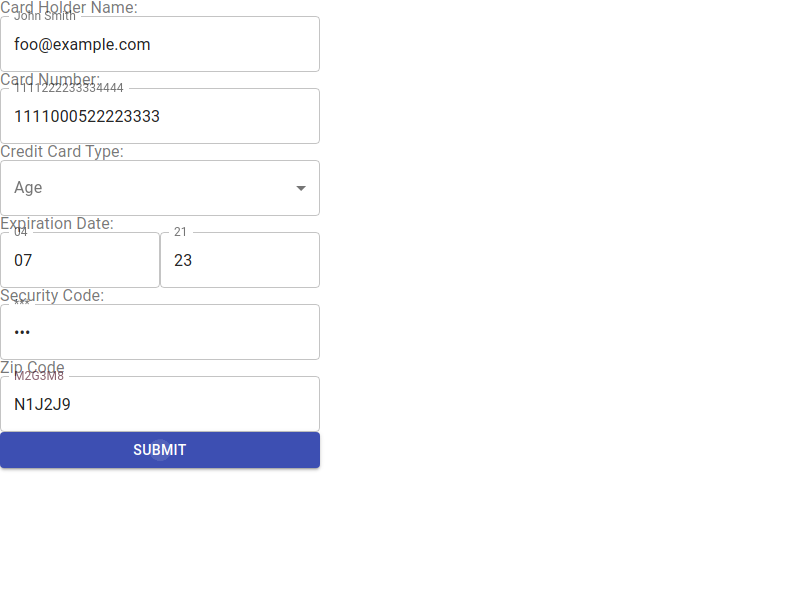 Card Holder Name:
John Smith
foo@example.com
Card Number:
1111222233334444
1111000522223333
Credit Card Type:
Age
Expiration Date:
04 21
07 23
Security Code:
***
•••
Zip Code
M2G3M8
N1J2J9
SUBMIT